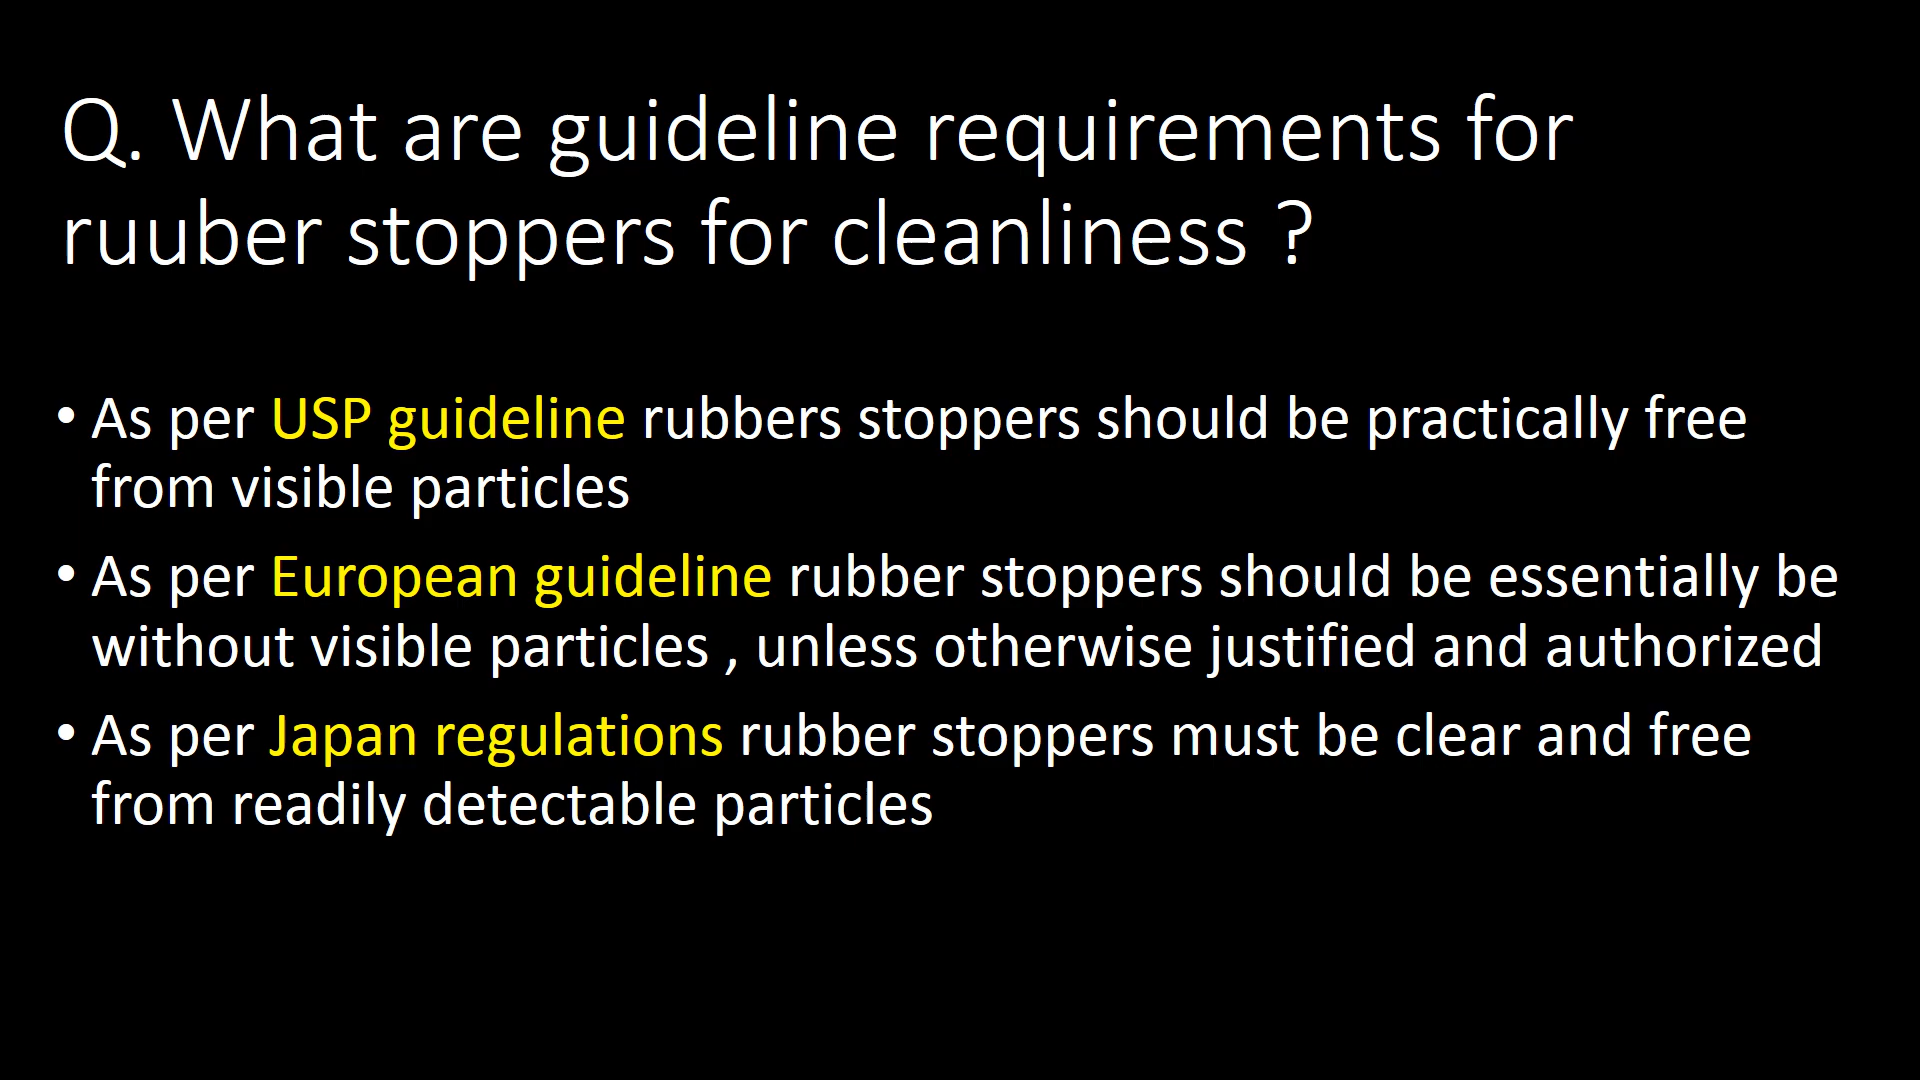 Q. What are guideline requirements for
ruuber stoppers for cleanliness ?
• As per USP guideline rubbers stoppers should be practically free
from visible particles
• As per European guideline rubber stoppers should be essentially be
without visible particles , unless otherwise justified and authorized
• As per Japan regulations rubber stoppers must be clear and free
from readily detectable particles